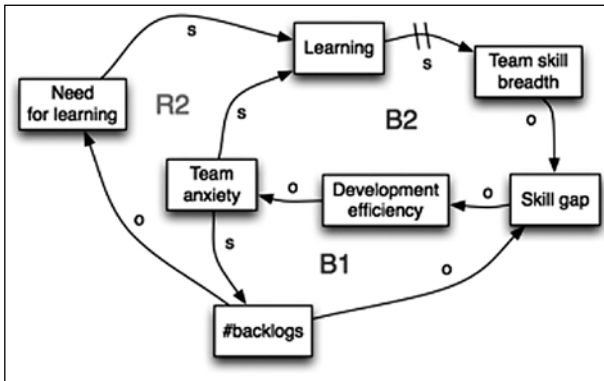 s
Learning
s
Team skill
breadth
Need
for learning
R2
s
B2
o
Team
anxiety
o
Development
efficiency
o
Skill gap
o
s
B1
o
#backlogs